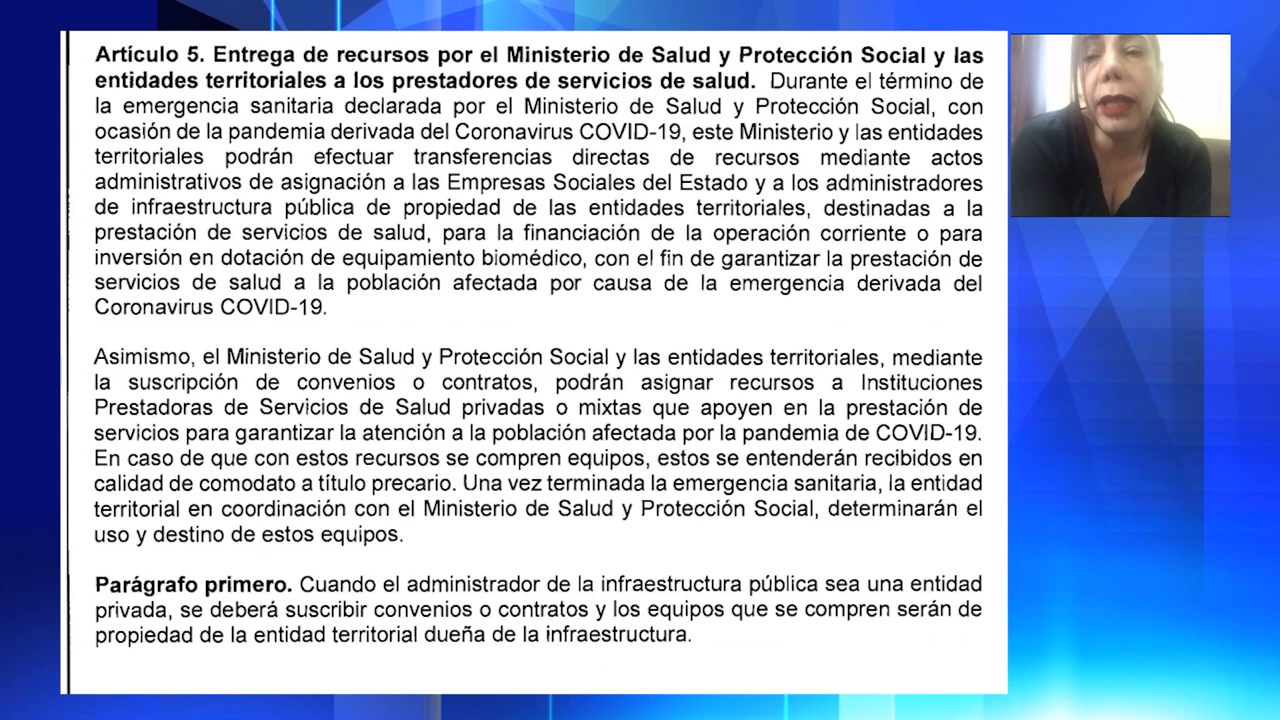 Artículo 5. Entrega de recursos por el Ministerio de Salud y Protección Social y las
entidades territoriales a los prestadores de servicios de salud. Durante el término de
la emergencia sanitaria declarada por el Ministerio de Salud y Protección Social, con
ocasión de la pandemia derivada del Coronavirus COVID-19, este Ministerio y las entidades
territoriales podrán efectuar transferencias directas de recursos mediante actos
administrativos de asignación a las Empresas Sociales del Estado y a los administradores
de infraestructura pública de propiedad de las entidades territoriales, destinadas a la
prestación de servicios de salud, para la financiación de la operación corriente o para
inversión en dotación de equipamiento biomédico, con el fin de garantizar la prestación de
servicios de salud a la población afectada por causa de la emergencia derivada del
Coronavirus COVID-19.
Asimismo, el Ministerio de Salud y Protección Social y las entidades territoriales, mediante
la suscripción de convenios o contratos, podrán asignar recursos a Instituciones
Prestadoras de Servicios de Salud privadas o mixtas que apoyen en la prestación de
servicios para garantizar la atención a la población afectada por la pandemia de COVID-19.
En caso de que con estos recursos se compren equipos, estos se entenderán recibidos en
calidad de comodato a título precario. Una vez terminada la emergencia sanitaria, la entidad
territorial en coordinación con el Ministerio de Salud y Protección Social, determinarán el
uso y destino de estos equipos.
Parágrafo primero. Cuando el administrador de la infraestructura pública sea una entidad
privada, se deberá suscribir convenios o contratos y los equipos que se compren serán de
propiedad de la entidad territorial dueña de la infraestructura.